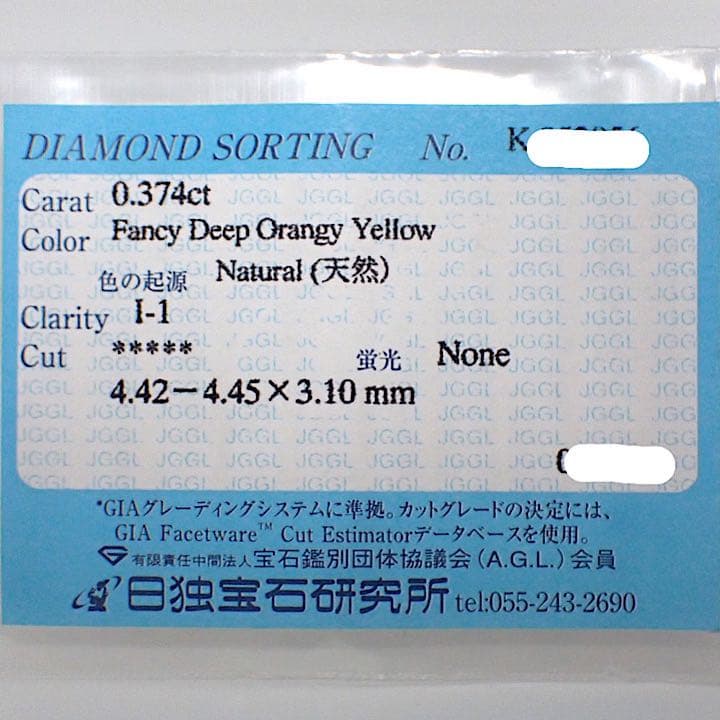 DIAMOND SORTING No. K
Carat 0.374ct
Color Fancy Deep Orangy Yellow
色の起源 Natural (天然)
Clarity I-1
Cut ***** 蛍光 None
4.42－4.45×3.10 mm
*GIAグレーディングシステムに準拠。カットグレードの決定には、
GIA Facetware™ Cut Estimatorデータベースを使用。
有限責任中間法人宝石鑑別団体協議会（A.G.L.）会員
日独宝石研究所 tel:055-243-2690